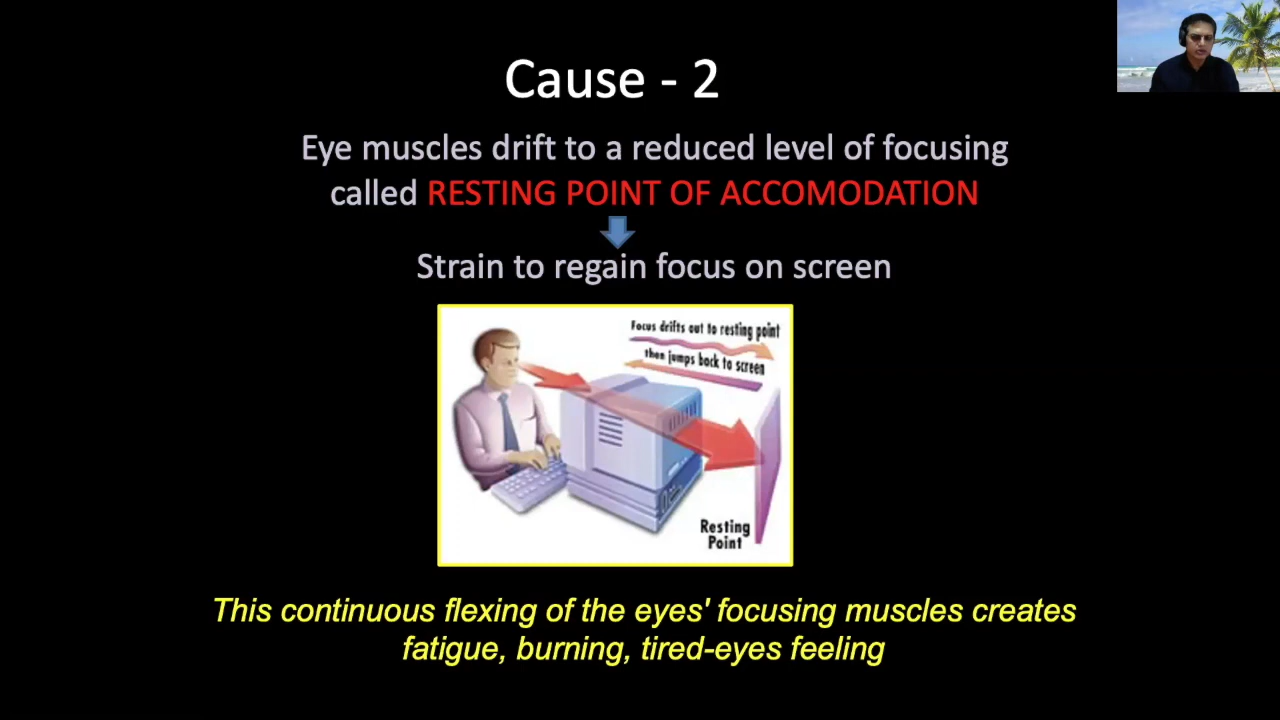 Cause - 2
Eye muscles drift to a reduced level of focusing
called RESTING POINT OF ACCOMODATION
Strain to regain focus on screen
Focus drifts out to resting point
then jumps back to screen
Resting
Point
This continuous flexing of the eyes' focusing muscles creates
fatigue, burning, tired-eyes feeling